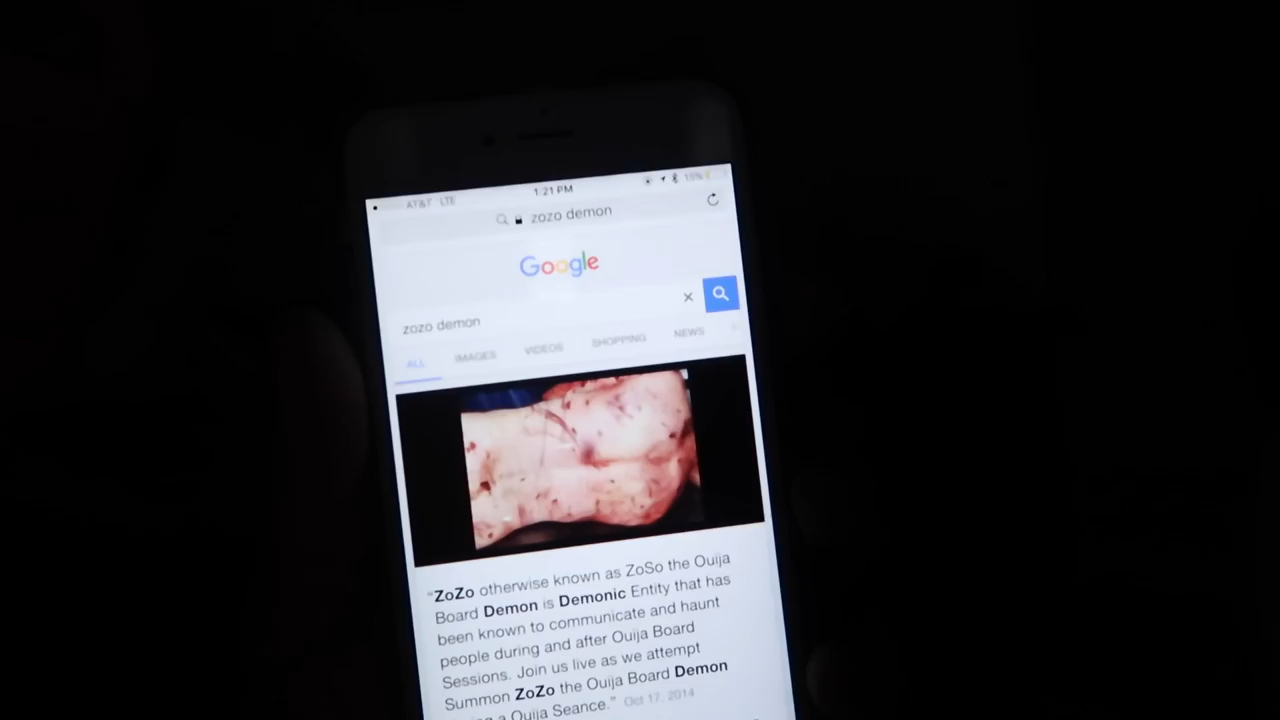 AT&T LTE 1:21 PM 15%
zozo demon
Google
zozo demon
ALL IMAGES VIDEOS SHOPPING NEWS
“ZoZo otherwise known as ZoSo the Ouija
Board Demon is Demonic Entity that has
been known to communicate and haunt
people during and after Ouija Board
Sessions. Join us live as we attempt
Summon ZoZo the Ouija Board Demon
a Ouija Seance.” Oct 17, 2014